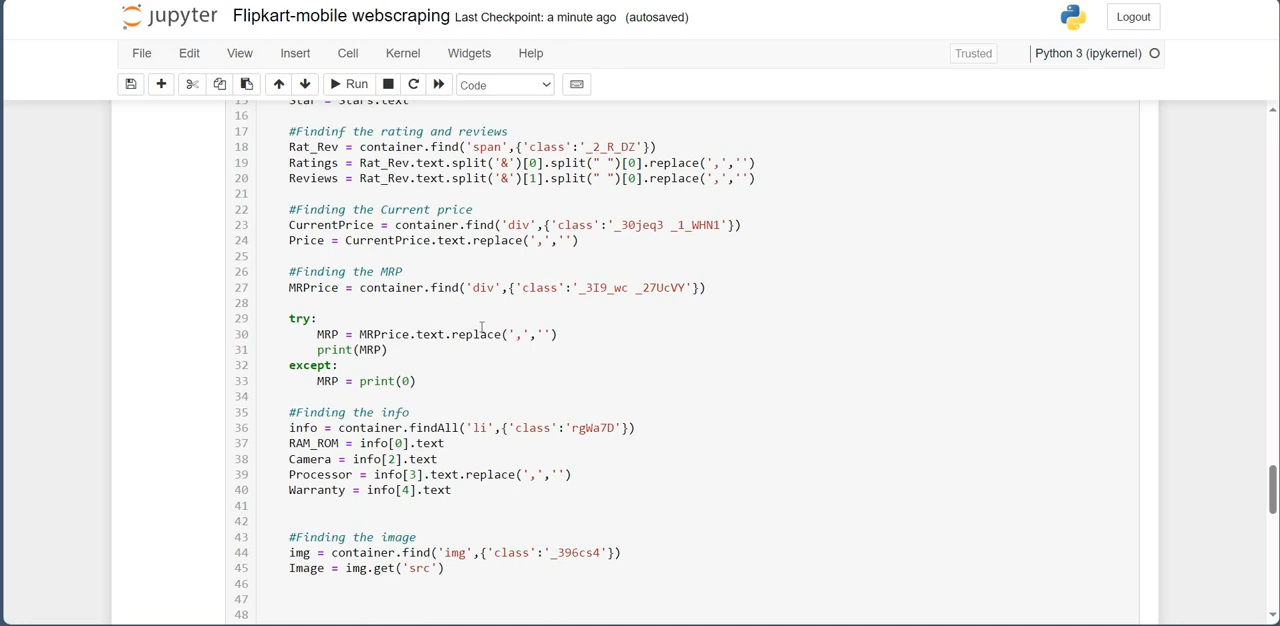 jupyter Flipkart-mobile webscraping Last Checkpoint: a minute ago (autosaved) Logout
File Edit View Insert Cell Kernel Widgets Help Trusted Python 3 (ipykernel)
Run Code
15 Star = Stars.text
16
17 #Findinf the rating and reviews
18 Rat_Rev = container.find('span',{'class':'_2_R_DZ'})
19 Ratings = Rat_Rev.text.split('&')[0].split(" ")[0].replace(',','')
20 Reviews = Rat_Rev.text.split('&')[1].split(" ")[0].replace(',','')
21
22 #Finding the Current price
23 CurrentPrice = container.find('div',{'class':'_30jeq3 _1_WHN1'})
24 Price = CurrentPrice.text.replace(',','')
25
26 #Finding the MRP
27 MRPrice = container.find('div',{'class':'_3I9_wc _27UcVY'})
28
29 try:
30 MRP = MRPrice.text.replace(',','')
31 print(MRP)
32 except:
33 MRP = print(0)
34
35 #Finding the info
36 info = container.findAll('li',{'class':'rgWa7D'})
37 RAM_ROM = info[0].text
38 Camera = info[2].text
39 Processor = info[3].text.replace(',','')
40 Warranty = info[4].text
41
42
43 #Finding the image
44 img = container.find('img',{'class':'_396cs4'})
45 Image = img.get('src')
46
47
48